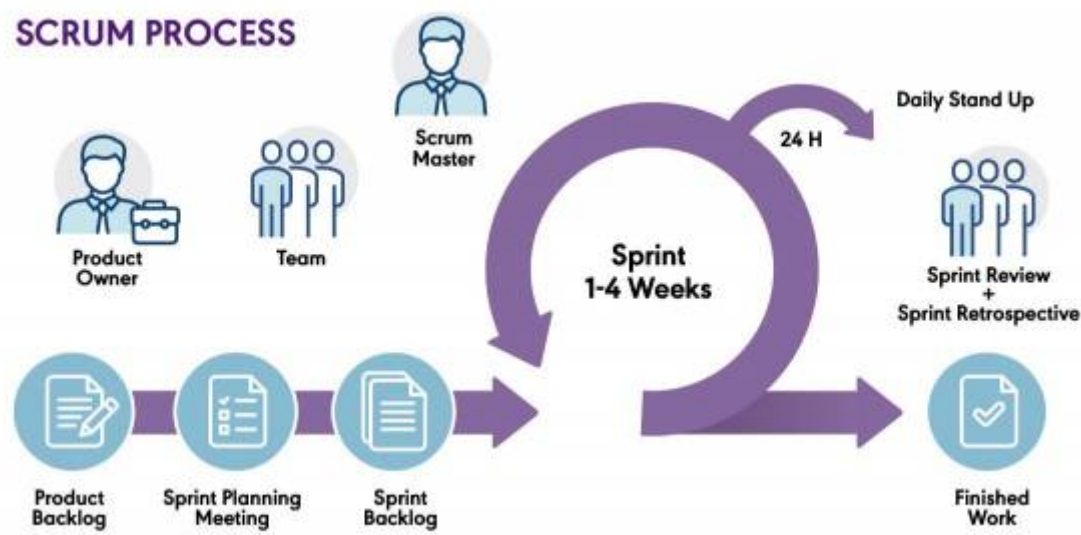 SCRUM PROCESS
Scrum
Master
Product
Owner
Team
Daily Stand Up
24 H
Sprint
1-4 Weeks
Sprint Review
+
Sprint Retrospective
Product
Backlog
Sprint Planning
Meeting
Sprint
Backlog
Finished
Work